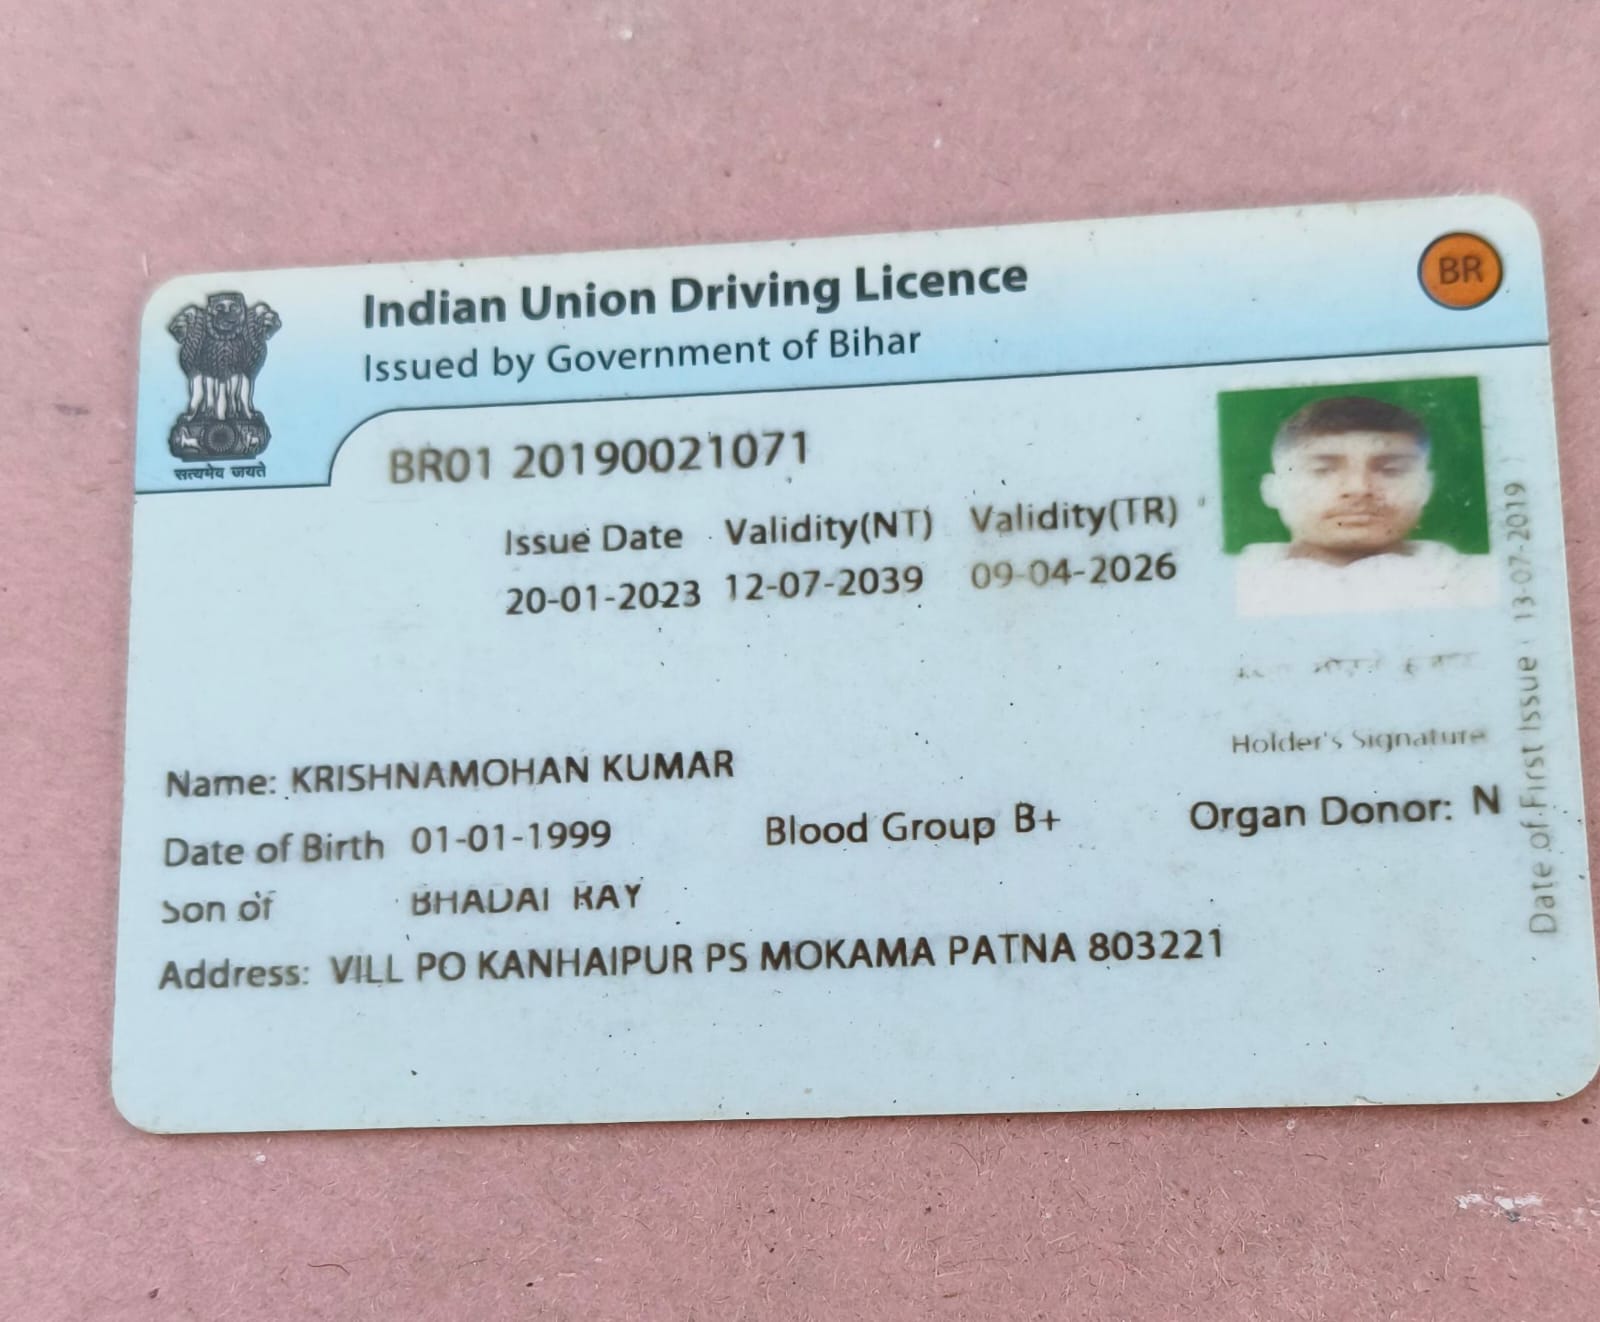 Indian Union Driving Licence
Issued by Government of Bihar
BR
सत्यमेव जयते
BR01 20190021071
Issue Date Validity(NT) Validity(TR)
20-01-2023 12-07-2039 09-04-2026
Holder's Signature
Name: KRISHNAMOHAN KUMAR
Date of Birth 01-01-1999 Blood Group B+ Organ Donor: N
Son of BHADAI RAY
Address: VILL PO KANHAIPUR PS MOKAMA PATNA 803221
Date of First Issue : 13-07-2019